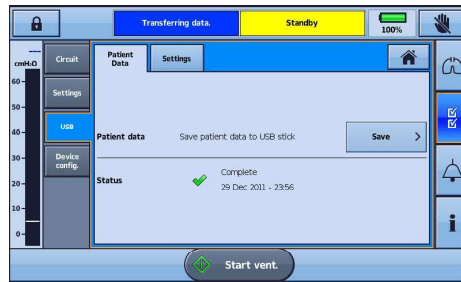 Transferring data.
Standby
100%
---
cmH₂O
60
50
40
30
20
10
0
Circuit
Settings
USB
Device
config.
Patient
Data
Settings
Patient data
Save patient data to USB stick
Save >
Status
Complete
29 Dec 2011 - 23:56
i
Start vent.